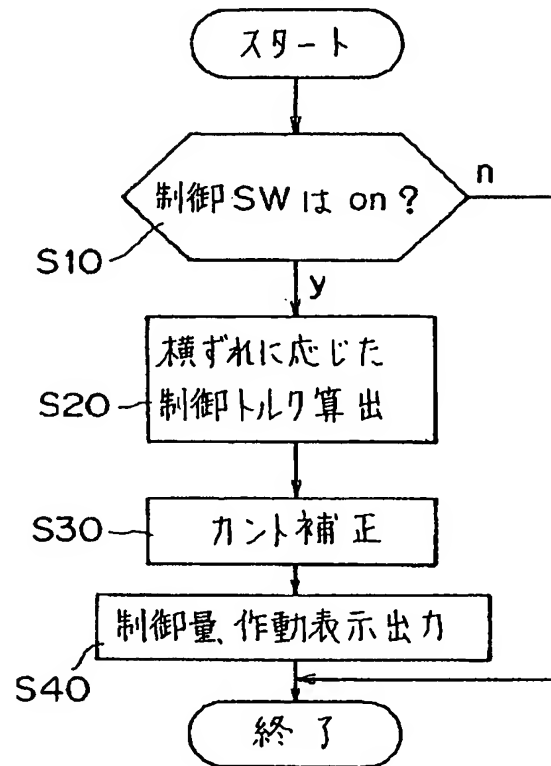 スタート
制御SWは on?
n
S10
y
横ずれに応じた
制御トルク算出
S20
カント補正
S30
制御量、作動表示出力
S40
終了